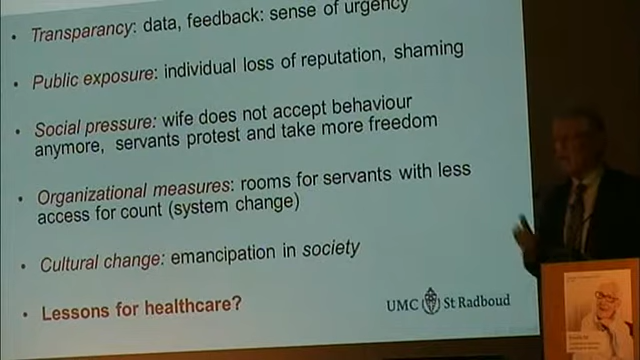 • Transparancy: data, feedback: sense of urgency
• Public exposure: individual loss of reputation, shaming
• Social pressure: wife does not accept behaviour
anymore, servants protest and take more freedom
• Organizational measures: rooms for servants with less
access for count (system change)
• Cultural change: emancipation in society
• Lessons for healthcare?
UMC St Radboud